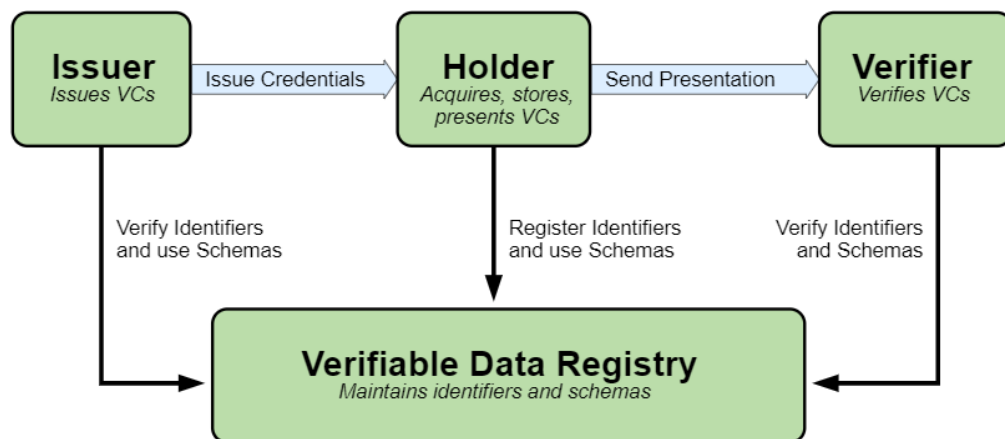 Issuer
Issues VCs
Issue Credentials
Holder
Acquires, stores,
presents VCs
Send Presentation
Verifier
Verifies VCs
Verify Identifiers
and use Schemas
Register Identifiers
and use Schemas
Verify Identifiers
and Schemas
Verifiable Data Registry
Maintains identifiers and schemas